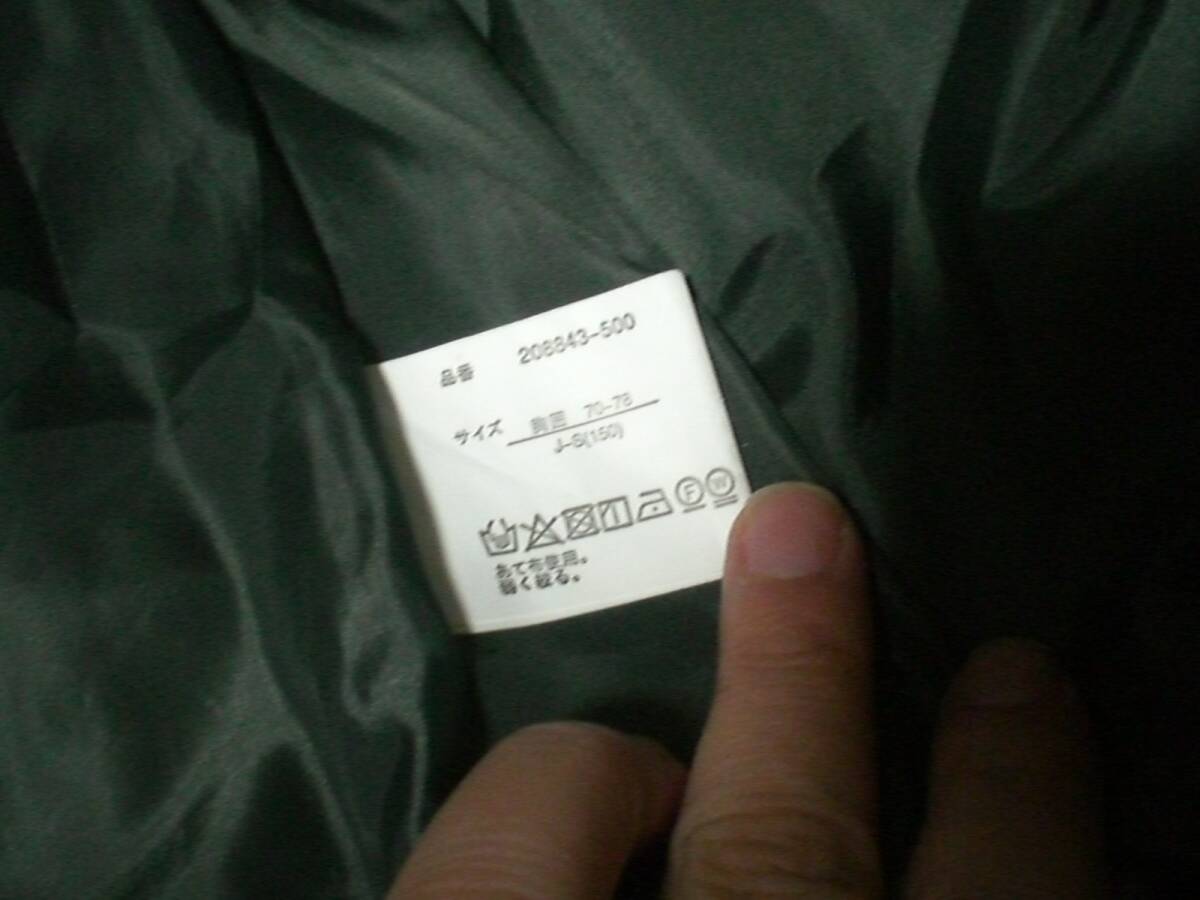 品番 208843-500
サイズ 胸囲 70-78
J-S(150)
F W
あて布使用。
弱く絞る。